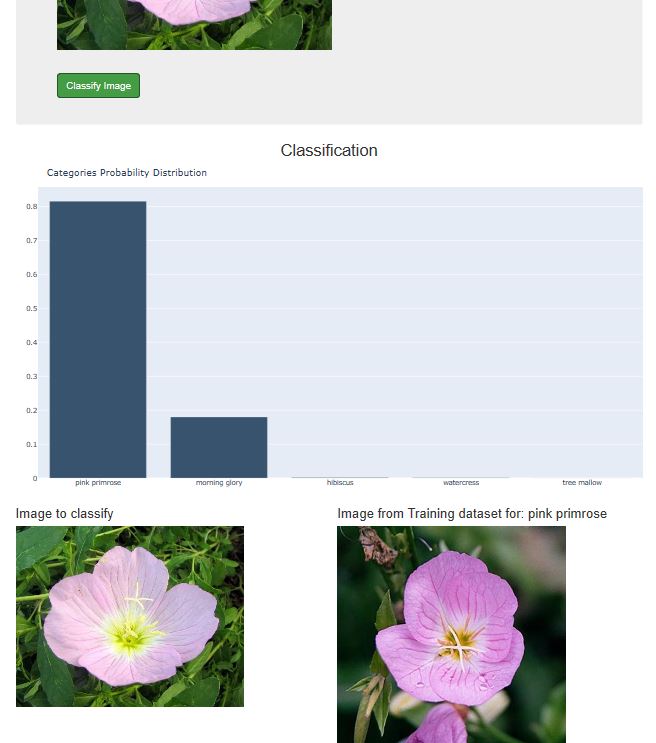 Classify Image
Classification
Categories Probability Distribution
0.8
0.7
0.6
0.5
0.4
0.3
0.2
0.1
0
pink primrose morning glory hibiscus watercress tree mallow
Image to classify
Image from Training dataset for: pink primrose